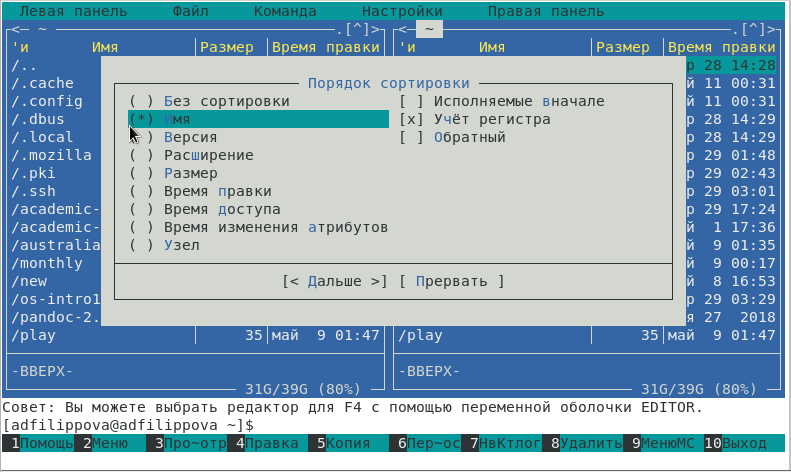 Левая панель Файл Команда Настройки Правая панель
<─ ~ .[^]> <─ ~ .[^]>
'и Имя Размер Время правки 'и Имя Размер Время правки
/.. р 28 14:28
Порядок сортировки
/.cache й 11 00:31
/.config ( ) Без сортировки [ ] Исполняемые вначале й 11 00:31
/.dbus (*) Имя [x] Учёт регистра р 28 14:29
/.local ) Версия [ ] Обратный р 28 14:29
/.mozilla ( ) Расширение р 29 01:48
/.pki ( ) Размер р 29 02:43
/.ssh ( ) Время правки р 29 03:01
/academic- ( ) Время доступа р 29 17:24
/academic- ( ) Время изменения атрибутов й 1 17:36
/australia ( ) Узел й 9 01:35
/monthly й 9 00:17
/new [< Дальше >] [ Прервать ] й 8 16:53
/os-intro1 р 29 03:29
/pandoc-2. я 27 2018
/play 35 май 9 01:47 /play 35 май 9 01:47
-ВВЕРХ- -ВВЕРХ-
31G/39G (80%) 31G/39G (80%)
Совет: Вы можете выбрать редактор для F4 с помощью переменной оболочки EDITOR.
[adfilippova@adfilippova ~]$
1Помощь 2Меню 3Про~отр 4Правка 5Копия 6Пер~ос 7НвКтлог 8Удалить 9МенюМС 10Выход